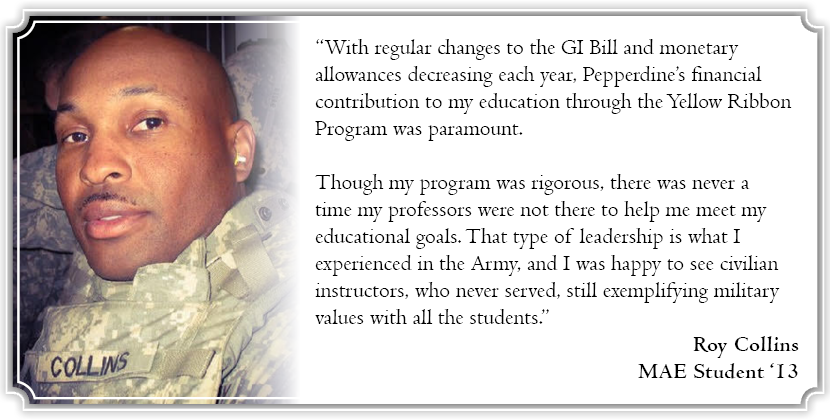 “With regular changes to the GI Bill and monetary
allowances decreasing each year, Pepperdine’s financial
contribution to my education through the Yellow Ribbon
Program was paramount.
Though my program was rigorous, there was never a
time my professors were not there to help me meet my
educational goals. That type of leadership is what I
experienced in the Army, and I was happy to see civilian
instructors, who never served, still exemplifying military
values with all the students.”
Roy Collins
MAE Student ‘13
COLLINS